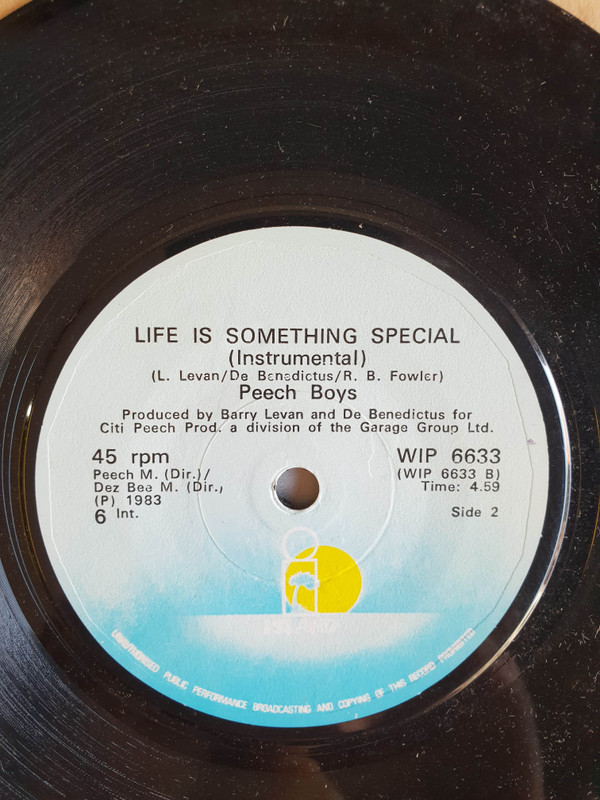 LIFE IS SOMETHING SPECIAL
(Instrumental)
(L. Levan/De Benedictus/R. B. Fowler)
Peech Boys
Produced by Barry Levan and De Benedictus for
Citi Peech Prod. a division of the Garage Group Ltd.
45 rpm
Peech M. (Dir.)/
Dez Bee M. (Dir.,
(P) 1983
6 Int.
WIP 6633
(WIP 6633 B)
Time: 4.59
Side 2
UNAUTHORISED PUBLIC PERFORMANCE BROADCASTING AND COPYING OF THIS RECORD PROHIBITED